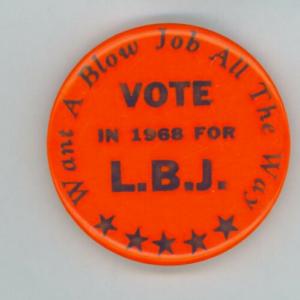 Want A Blow Job All The Way
VOTE
IN 1968 FOR
L.B.J.